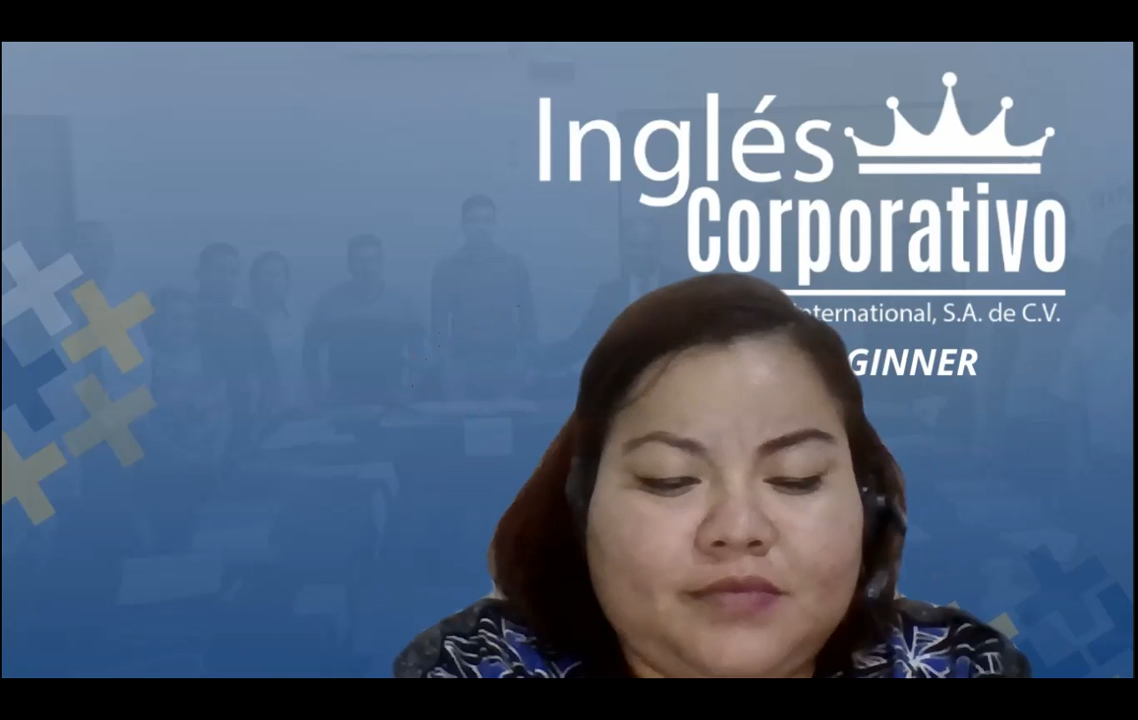 Inglés
Corporativo
International, S.A. de C.V.
GINNER